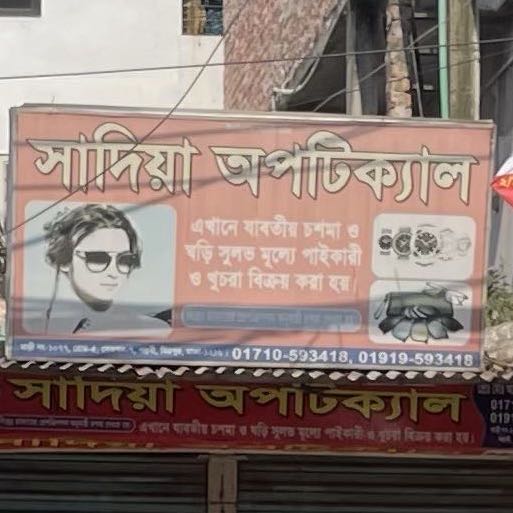 সাদিয়া অপটিক্যাল
এখানে যাবতীয় চশমা ও
ঘড়ি সুলভ মূল্যে পাইকারী
ও খুচরা বিক্রয় করা হয়
01710-593418, 01919-593418
সাদিয়া অপটিক্যাল
এখানে যাবতীয় চশমা ও ঘড়ি সুলভ মূল্যে পাইকারী ও খুচরা বিক্রয় করা হয়।